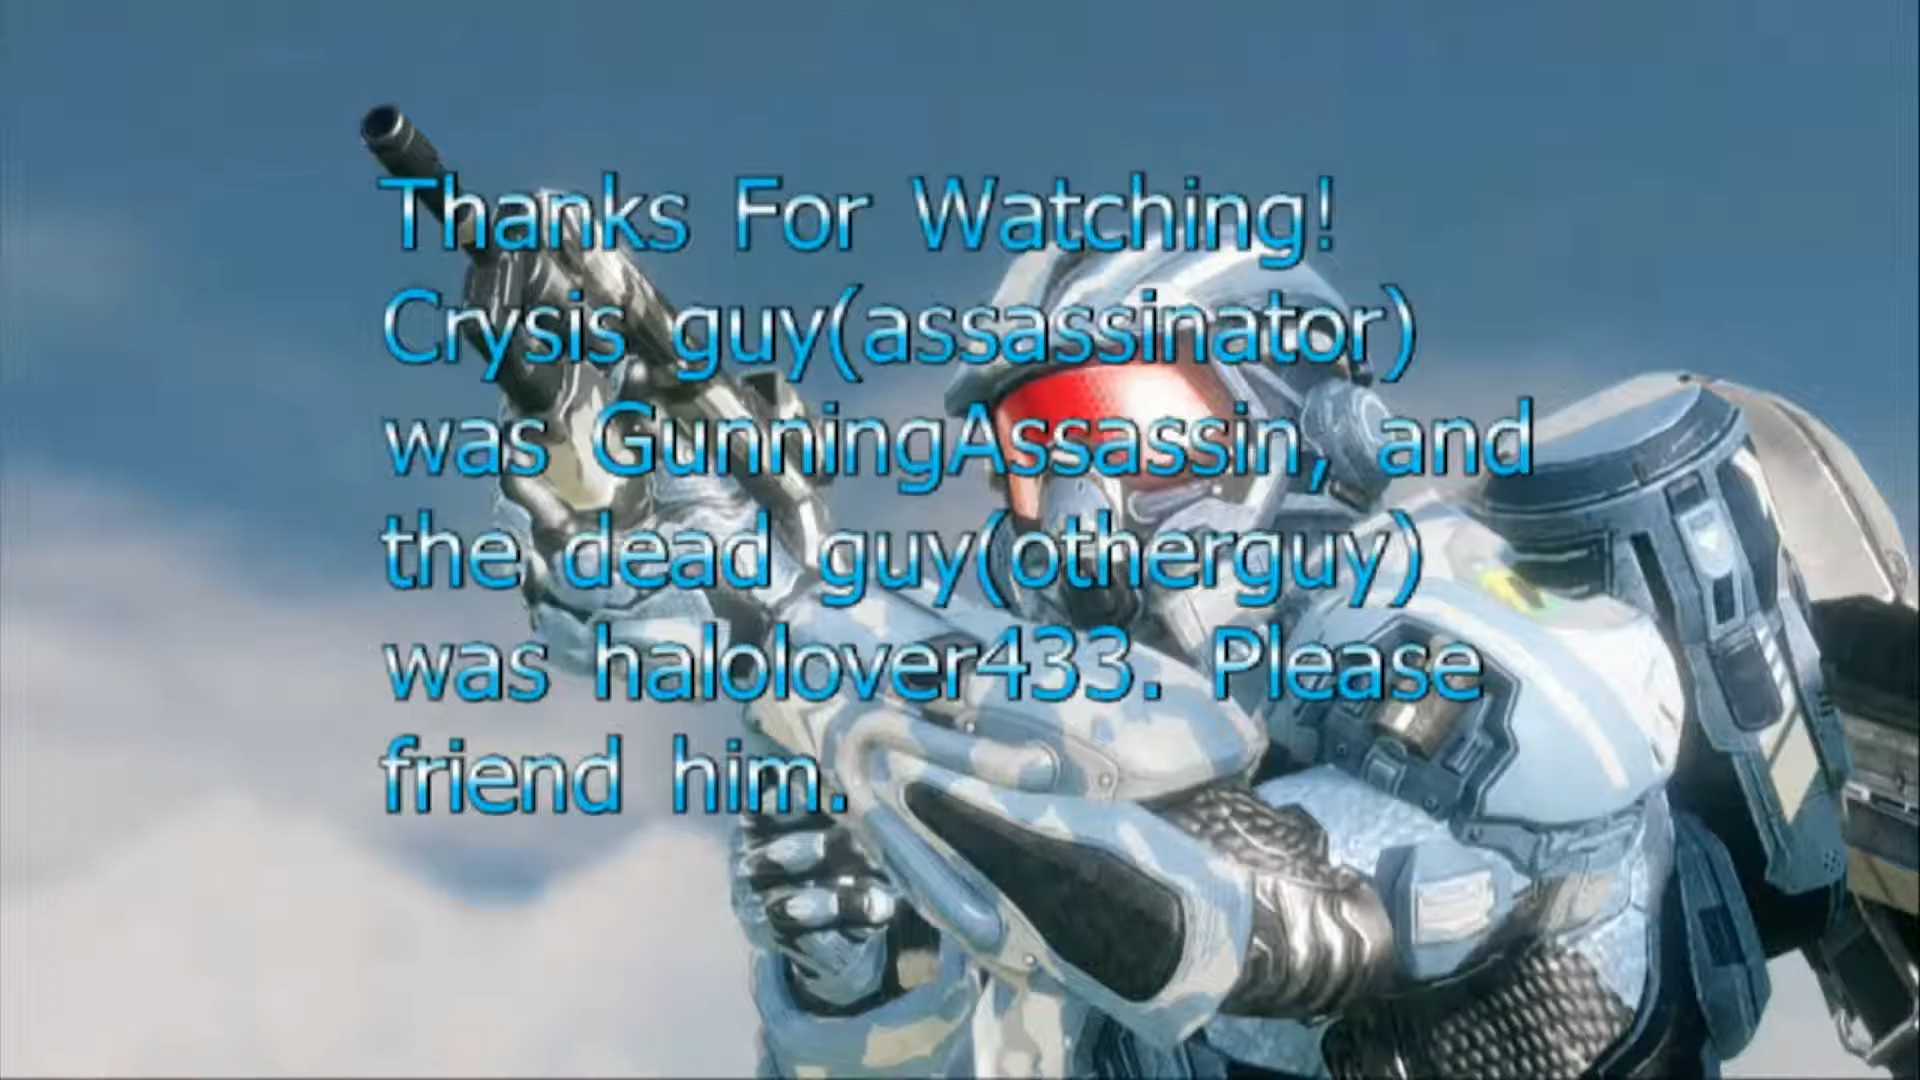 Thanks For Watching!
Crysis guy(assassinator)
was GunningAssassin, and
the dead guy(otherguy)
was halolover433. Please
friend him.